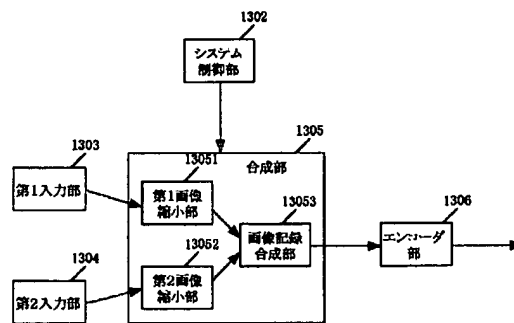 1302
システム
制御部
1303
第1入力部
1305
合成部
13051
第1画像
縮小部
13053
画像記録
合成部
1306
エンコーダ
部
1304
第2入力部
13052
第2画像
縮小部